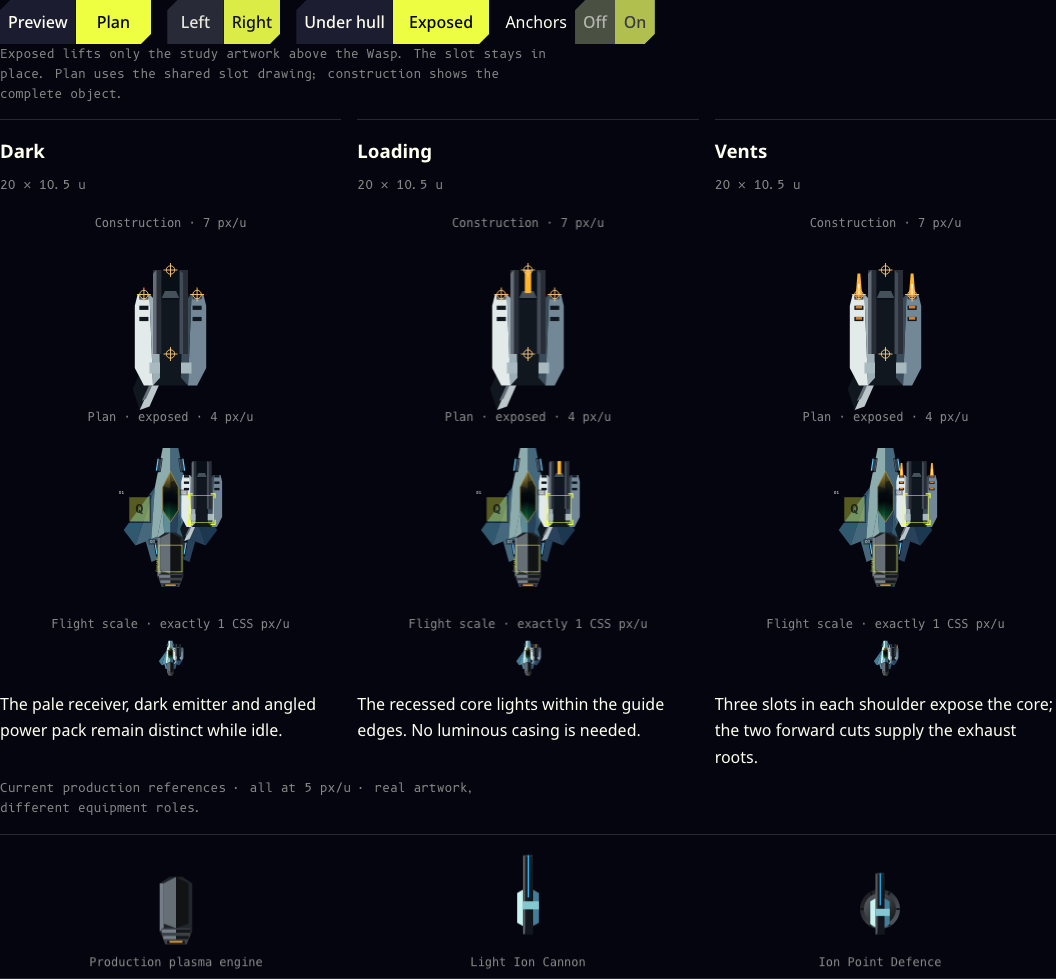 Preview Plan Left Right Under hull Exposed Anchors Off On
Exposed lifts only the study artwork above the Wasp. The slot stays in
place. Plan uses the shared slot drawing; construction shows the
complete object.
Dark Loading Vents
20 × 10.5 u 20 × 10.5 u 20 × 10.5 u
Construction · 7 px/u Construction · 7 px/u Construction · 7 px/u
Plan · exposed · 4 px/u Plan · exposed · 4 px/u Plan · exposed · 4 px/u
Q Q Q
Flight scale · exactly 1 CSS px/u Flight scale · exactly 1 CSS px/u Flight scale · exactly 1 CSS px/u
The pale receiver, dark emitter and angled
power pack remain distinct while idle.
The recessed core lights within the guide
edges. No luminous casing is needed.
Three slots in each shoulder expose the core;
the two forward cuts supply the exhaust
roots.
Current production references · all at 5 px/u · real artwork,
different equipment roles.
Production plasma engine Light Ion Cannon Ion Point Defence